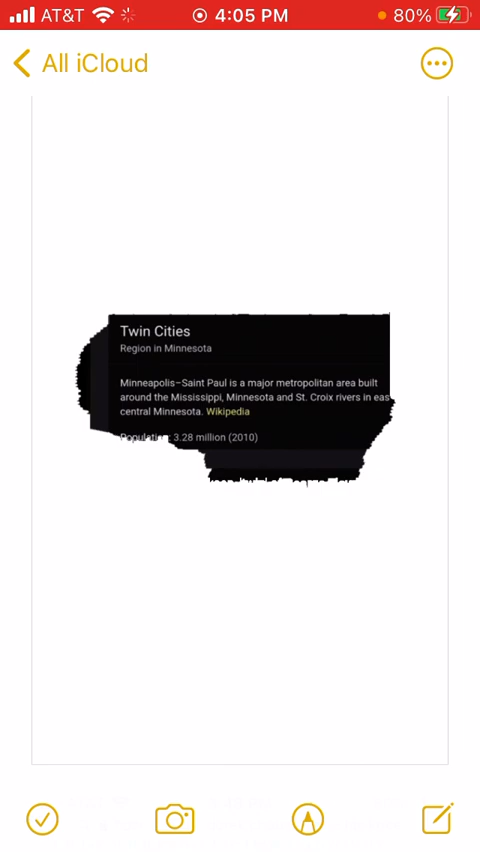 AT&T 4:05 PM 80%
All iCloud
Twin Cities
Region in Minnesota
Minneapolis–Saint Paul is a major metropolitan area built
around the Mississippi, Minnesota and St. Croix rivers in eas
central Minnesota. Wikipedia
Population: 3.28 million (2010)